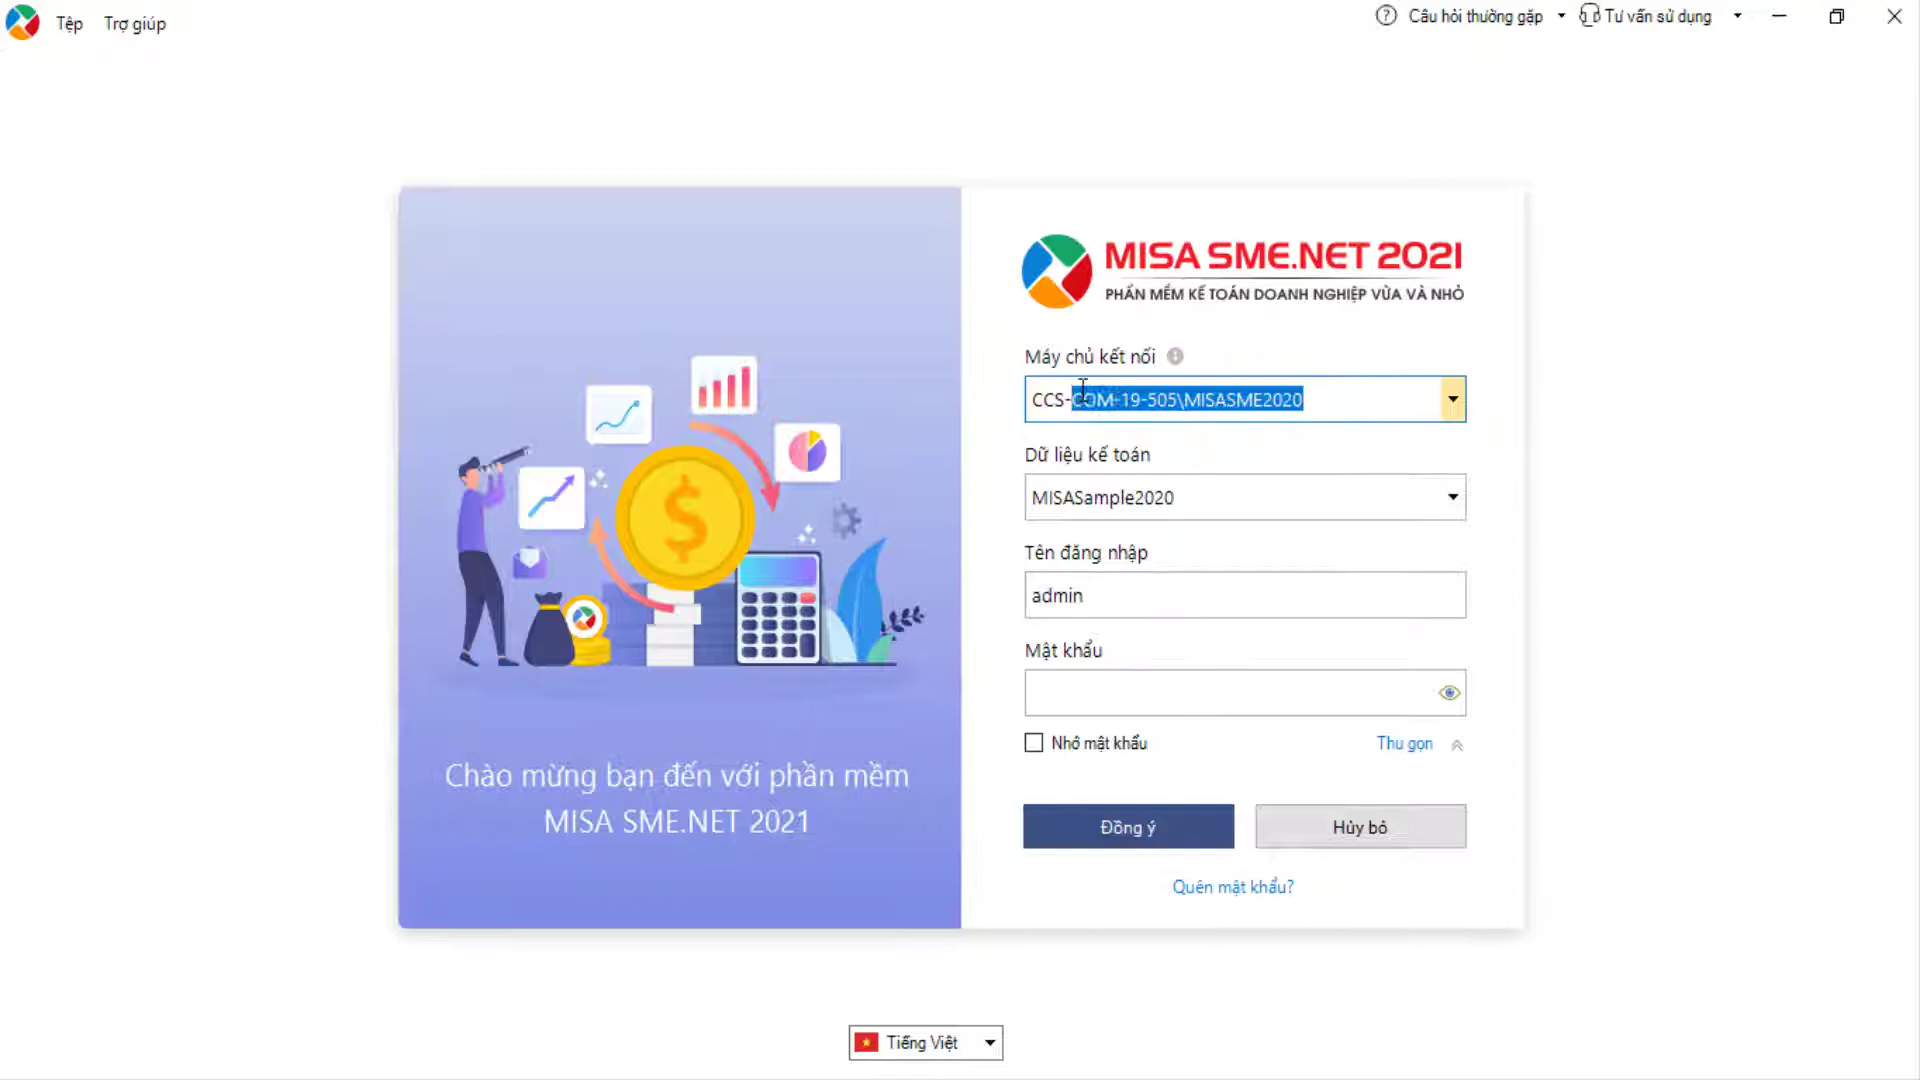 Tệp Trợ giúp
Câu hỏi thường gặp Tư vấn sử dụng
MISA SME.NET 2021
PHẦN MỀM KẾ TOÁN DOANH NGHIỆP VỪA VÀ NHỎ
Máy chủ kết nối
CCS-COM-19-505\MISASME2020
Dữ liệu kế toán
MISASample2020
Tên đăng nhập
admin
Mật khẩu
Nhớ mật khẩu Thu gọn
Đồng ý Hủy bỏ
Quên mật khẩu?
Chào mừng bạn đến với phần mềm
MISA SME.NET 2021
Tiếng Việt